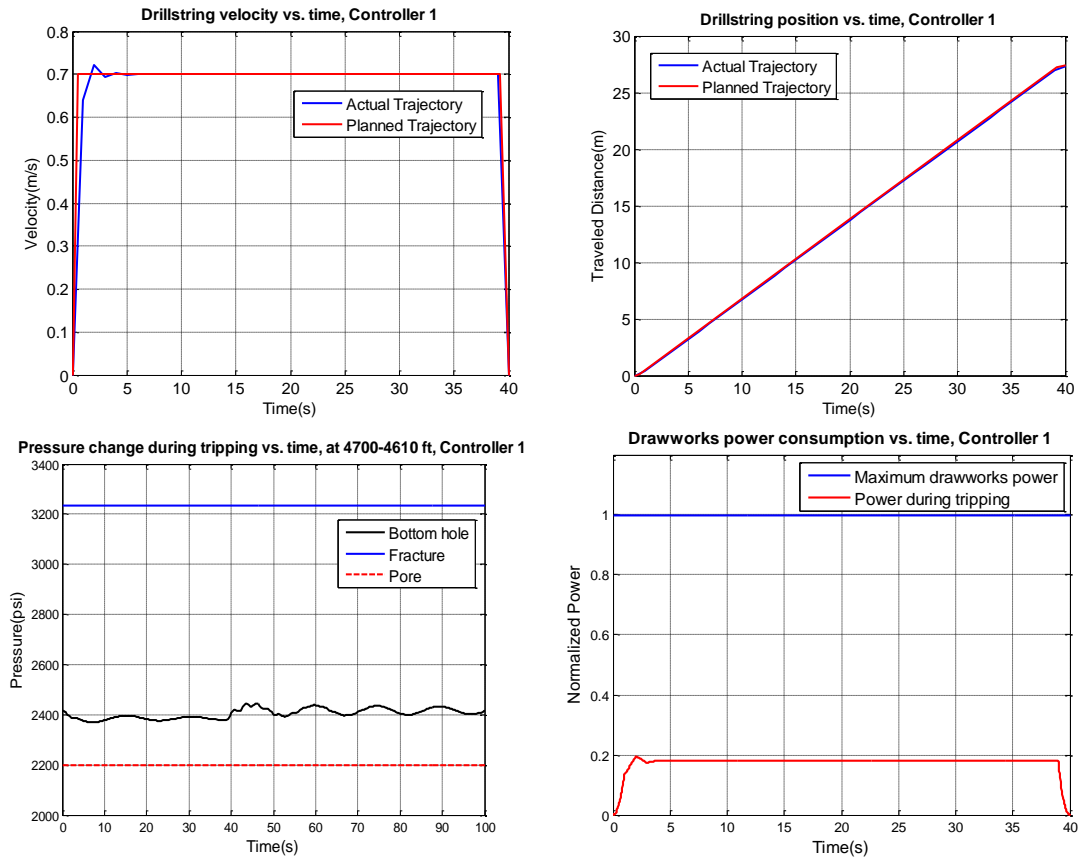 Drillstring velocity vs. time, Controller 1
0.8
0.7
0.6
0.5
0.4
0.3
0.2
0.1
0
Velocity(m/s)
Actual Trajectory
Planned Trajectory
0 5 10 15 20 25 30 35 40
Time(s)
Drillstring position vs. time, Controller 1
30
25
20
15
10
5
0
Traveled Distance(m)
Actual Trajectory
Planned Trajectory
0 5 10 15 20 25 30 35 40
Time(s)
Pressure change during tripping vs. time, at 4700-4610 ft, Controller 1
3400
3200
3000
2800
2600
2400
2200
2000
Pressure(psi)
Bottom hole
Fracture
Pore
0 10 20 30 40 50 60 70 80 90 100
Time(s)
Drawworks power consumption vs. time, Controller 1
1
0.8
0.6
0.4
0.2
0
Normalized Power
Maximum drawworks power
Power during tripping
0 5 10 15 20 25 30 35 40
Time(s)